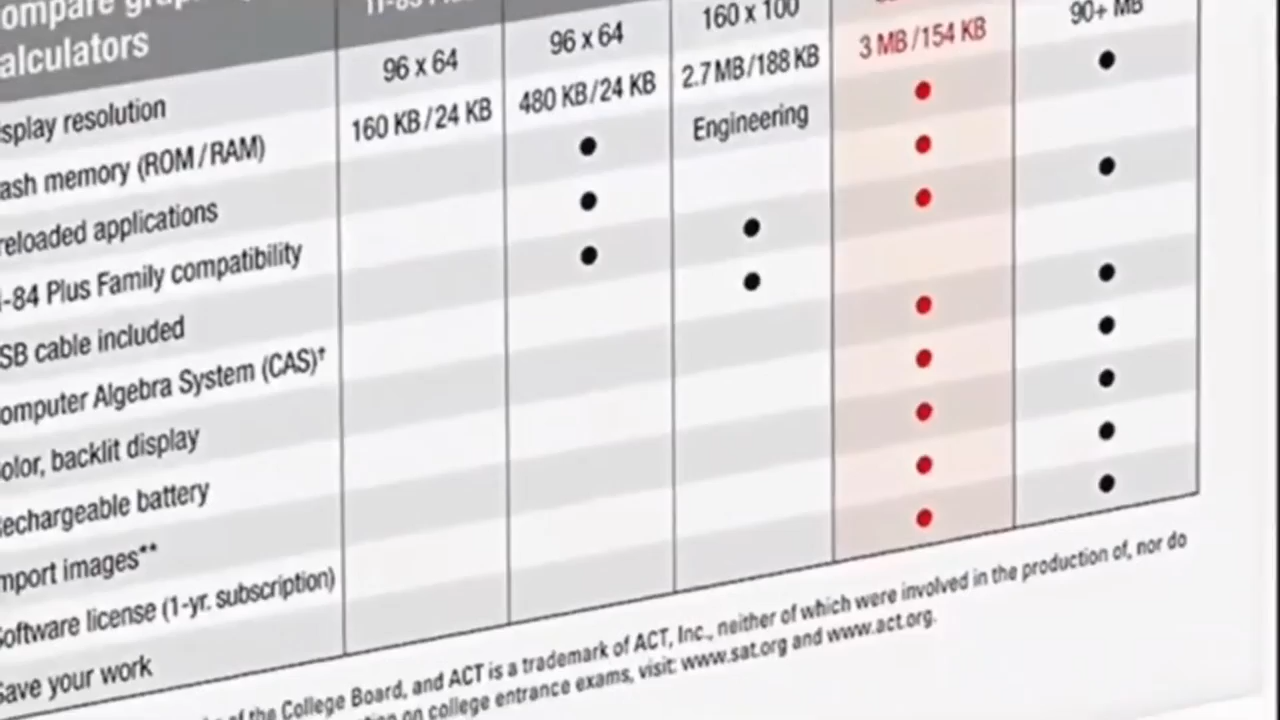 ompare
alculators
96 x 64
96 x 64
160 x 100
90+ MB
isplay resolution
160 KB/24 KB
480 KB/24 KB
2.7 MB/188 KB
3 MB/154 KB
ash memory (ROM/RAM)
Engineering
reloaded applications
-84 Plus Family compatibility
SB cable included
omputer Algebra System (CAS)†
olor, backlit display
echargeable battery
mport images**
Software license (1-yr. subscription)
Save your work
of the College Board, and ACT is a trademark of ACT, Inc., neither of which were involved in the production of, nor do
on college entrance exams, visit: www.sat.org and www.act.org.